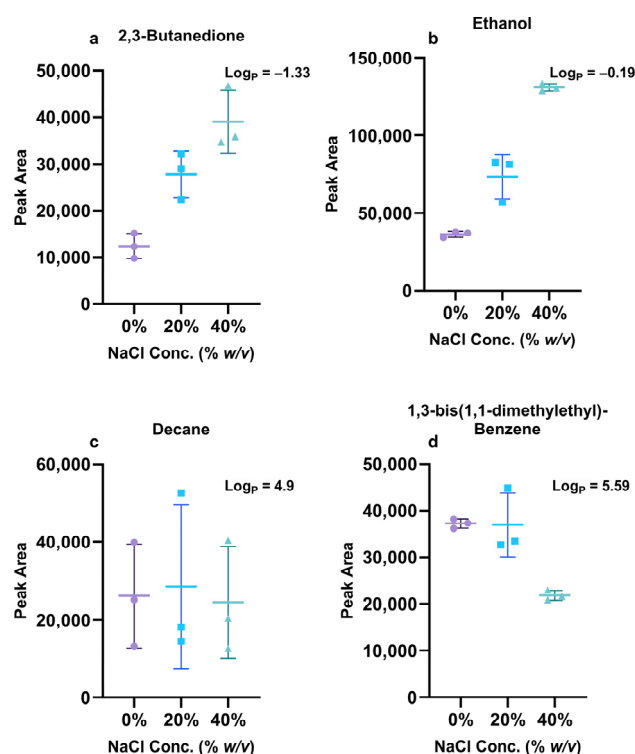 a 2,3-Butanedione
Log_P = −1.33
50,000
40,000
30,000
20,000
10,000
0
Peak Area
0% 20% 40%
NaCl Conc. (% w/v)
Ethanol
b
Log_P = −0.19
150,000
100,000
50,000
0
Peak Area
0% 20% 40%
NaCl Conc. (% w/v)
c Decane
Log_P = 4.9
60,000
40,000
20,000
0
Peak Area
0% 20% 40%
NaCl Conc. (% w/v)
1,3-bis(1,1-dimethylethyl)-
d Benzene
Log_P = 5.59
50,000
40,000
30,000
20,000
10,000
0
Peak Area
0% 20% 40%
NaCl Conc. (% w/v)